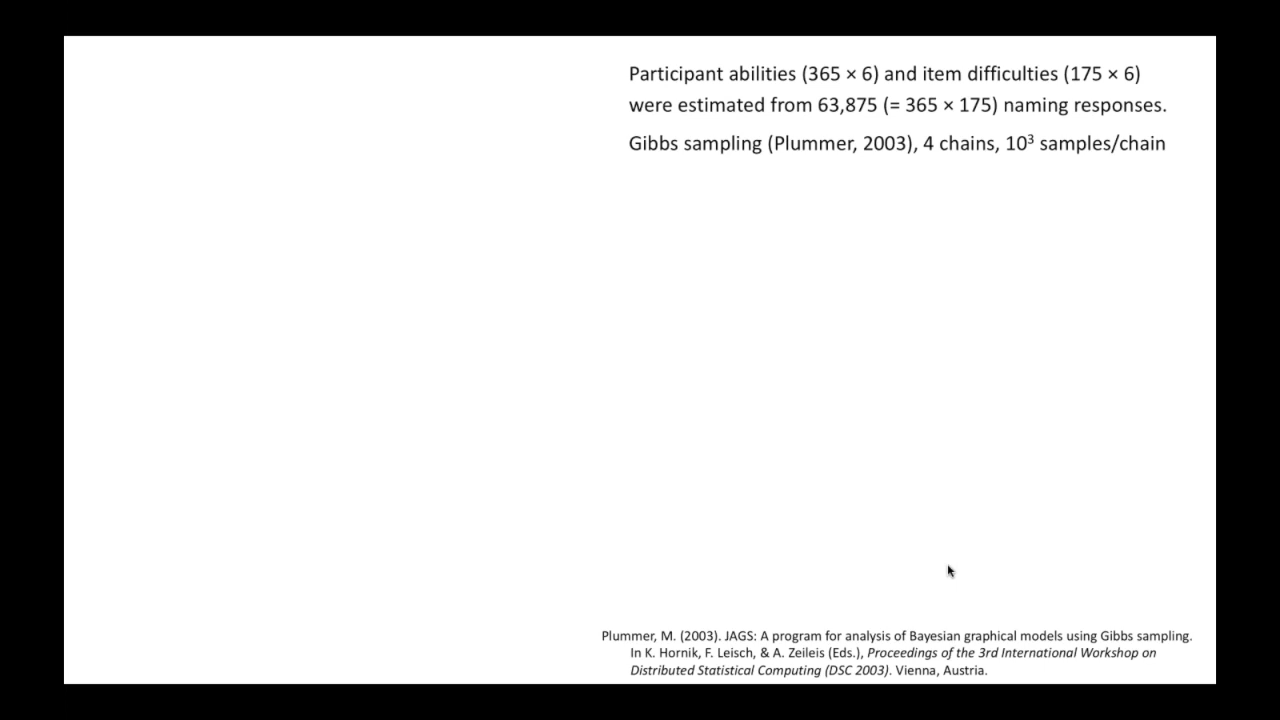 Participant abilities (365 × 6) and item difficulties (175 × 6)
were estimated from 63,875 (= 365 × 175) naming responses.
Gibbs sampling (Plummer, 2003), 4 chains, 10³ samples/chain
Plummer, M. (2003). JAGS: A program for analysis of Bayesian graphical models using Gibbs sampling.
In K. Hornik, F. Leisch, & A. Zeileis (Eds.), Proceedings of the 3rd International Workshop on
Distributed Statistical Computing (DSC 2003). Vienna, Austria.